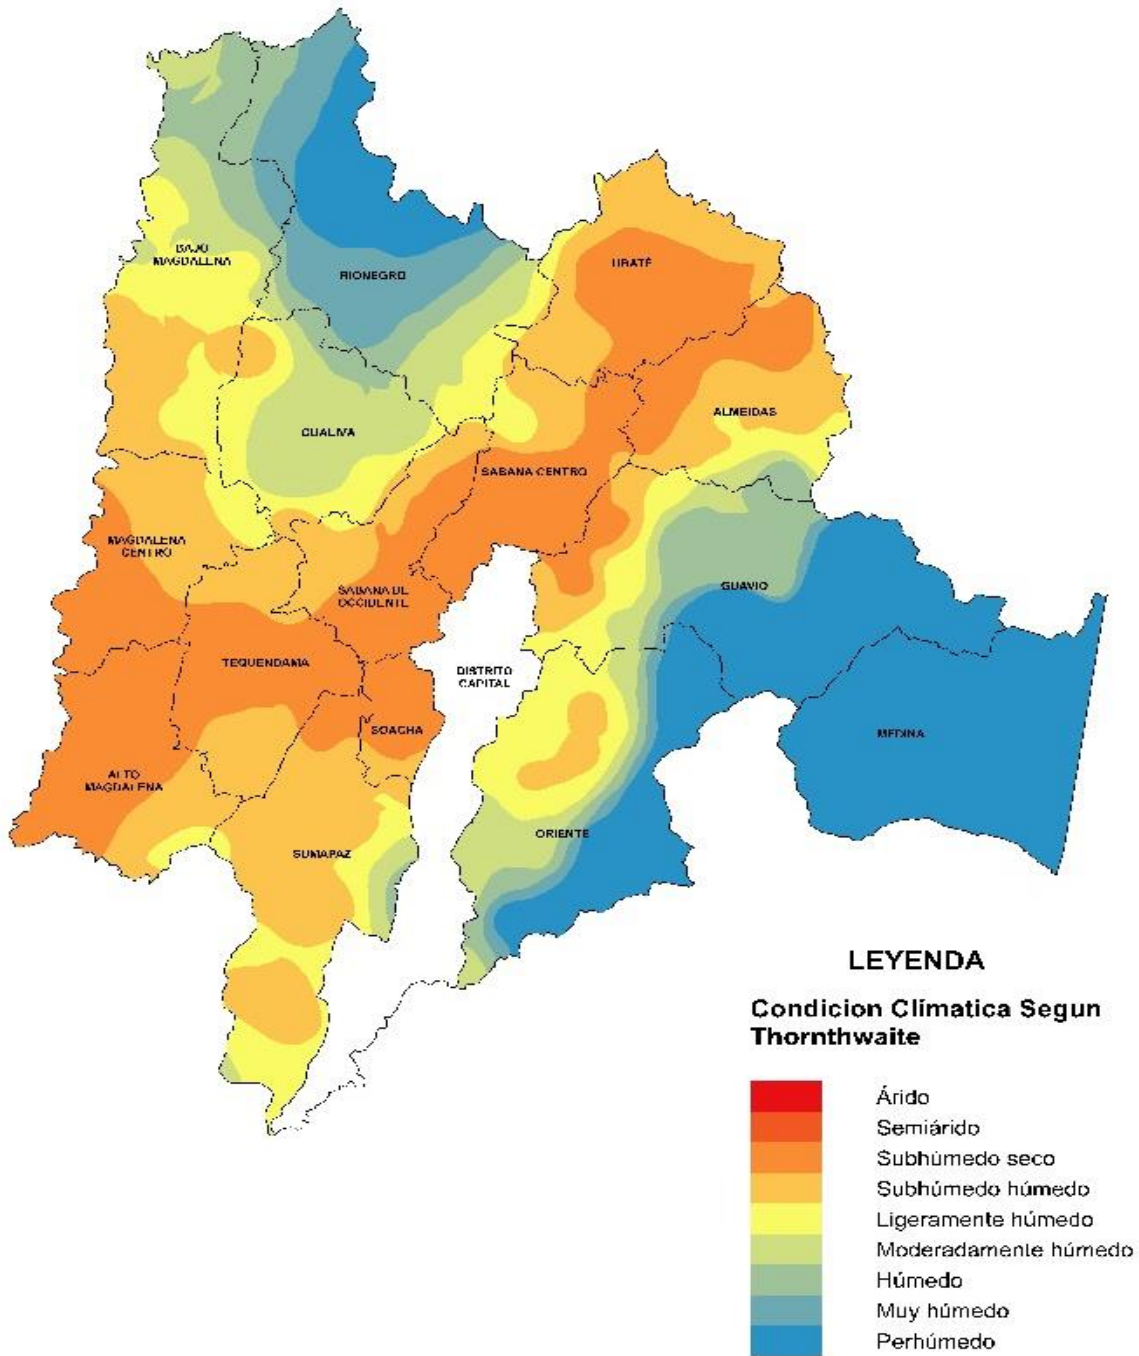 UBATÉ
BAJO
MAGDALENA
RIONEGRO
ALMEIDAS
GUALIVA
SABANA CENTRO
MAGDALENA
CENTRO
GUAVIO
SABANA DE
OCCIDENTE
TEQUENDAMA
DISTRITO
CAPITAL
SOACHA
MEDINA
ALTO
MAGDALENA
ORIENTE
SUMAPAZ
LEYENDA
Condicion Clímatica Segun
Thornthwaite
Árido
Semiárido
Subhúmedo seco
Subhúmedo húmedo
Ligeramente húmedo
Moderadamente húmedo
Húmedo
Muy húmedo
Perhúmedo